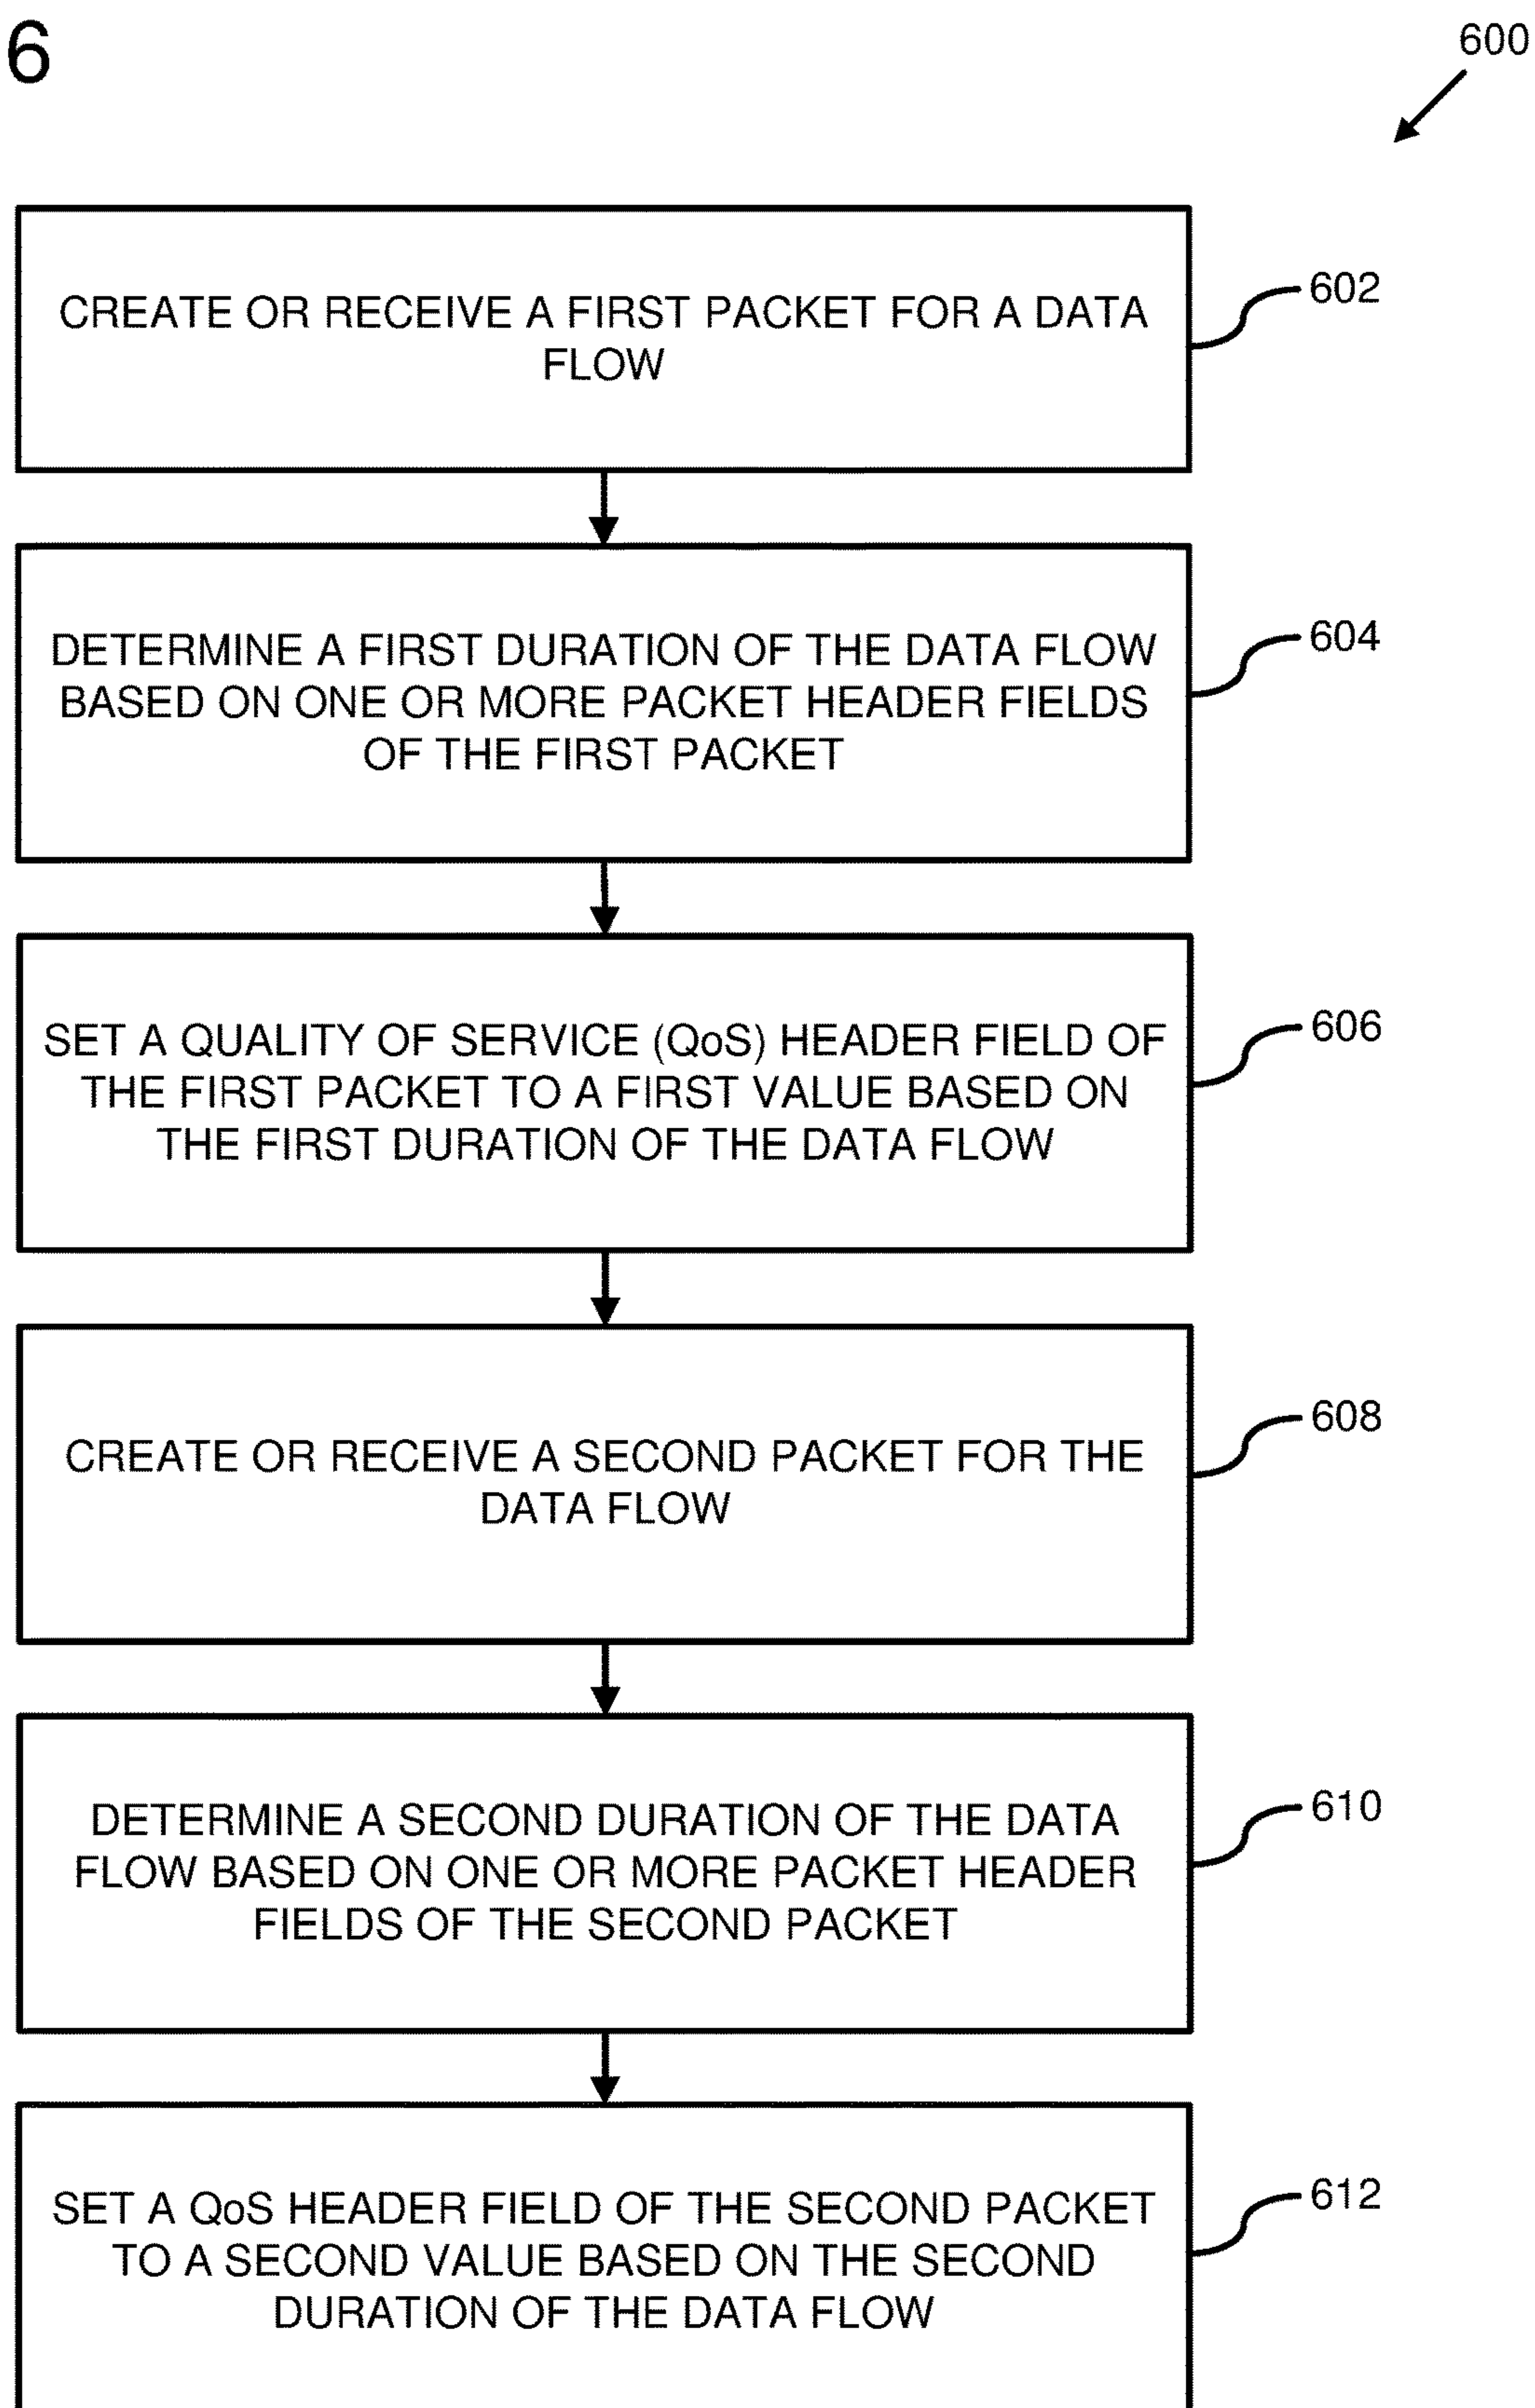 6
600
CREATE OR RECEIVE A FIRST PACKET FOR A DATA
FLOW
602
DETERMINE A FIRST DURATION OF THE DATA FLOW
BASED ON ONE OR MORE PACKET HEADER FIELDS
OF THE FIRST PACKET
604
SET A QUALITY OF SERVICE (QoS) HEADER FIELD OF
THE FIRST PACKET TO A FIRST VALUE BASED ON
THE FIRST DURATION OF THE DATA FLOW
606
CREATE OR RECEIVE A SECOND PACKET FOR THE
DATA FLOW
608
DETERMINE A SECOND DURATION OF THE DATA
FLOW BASED ON ONE OR MORE PACKET HEADER
FIELDS OF THE SECOND PACKET
610
SET A QoS HEADER FIELD OF THE SECOND PACKET
TO A SECOND VALUE BASED ON THE SECOND
DURATION OF THE DATA FLOW
612